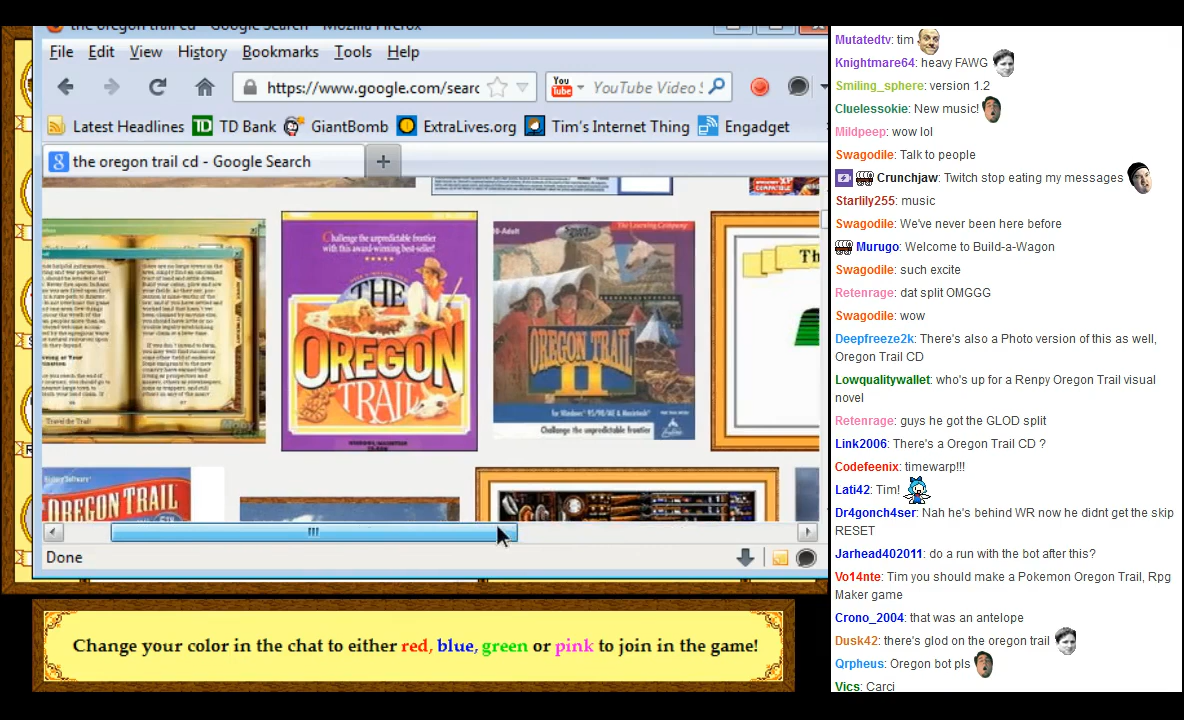 the oregon trail cd - Google Search - Mozilla Firefox
File Edit View History Bookmarks Tools Help
https://www.google.com/searc
You Tube
YouTube Video S
Latest Headlines
TD TD Bank
GiantBomb
ExtraLives.org
Tim's Internet Thing
Engadget
the oregon trail cd - Google Search
Challenge the unpredictable frontier
with this award-winning best-seller!
THE
OREGON
TRAIL
The Learning Company
OREGON TRAIL
II
Challenge the unpredictable frontier
Th
OREGON TRAIL
Done
Change your color in the chat to either red, blue, green or pink to join in the game!
Mutatedtv: tim
Knightmare64: heavy FAWG
Smiling_sphere: version 1.2
Cluelessokie: New music!
Mildpeep: wow lol
Swagodile: Talk to people
Crunchjaw: Twitch stop eating my messages
Starlily255: music
Swagodile: We've never been here before
Murugo: Welcome to Build-a-Wagon
Swagodile: such excite
Retenrage: dat split OMGGG
Swagodile: wow
Deepfreeze2k: There's also a Photo version of this as well,
Oregon Trail CD
Lowqualitywallet: who's up for a Renpy Oregon Trail visual
novel
Retenrage: guys he got the GLOD split
Link2006: There's a Oregon Trail CD ?
Codefeenix: timewarp!!!
Lati42: Tim!
Dr4gonch4ser: Nah he's behind WR now he didnt get the skip
RESET
Jarhead402011: do a run with the bot after this?
Vo14nte: Tim you should make a Pokemon Oregon Trail, Rpg
Maker game
Crono_2004: that was an antelope
Dusk42: there's glod on the oregon trail
Qrpheus: Oregon bot pls
Vics: Carci